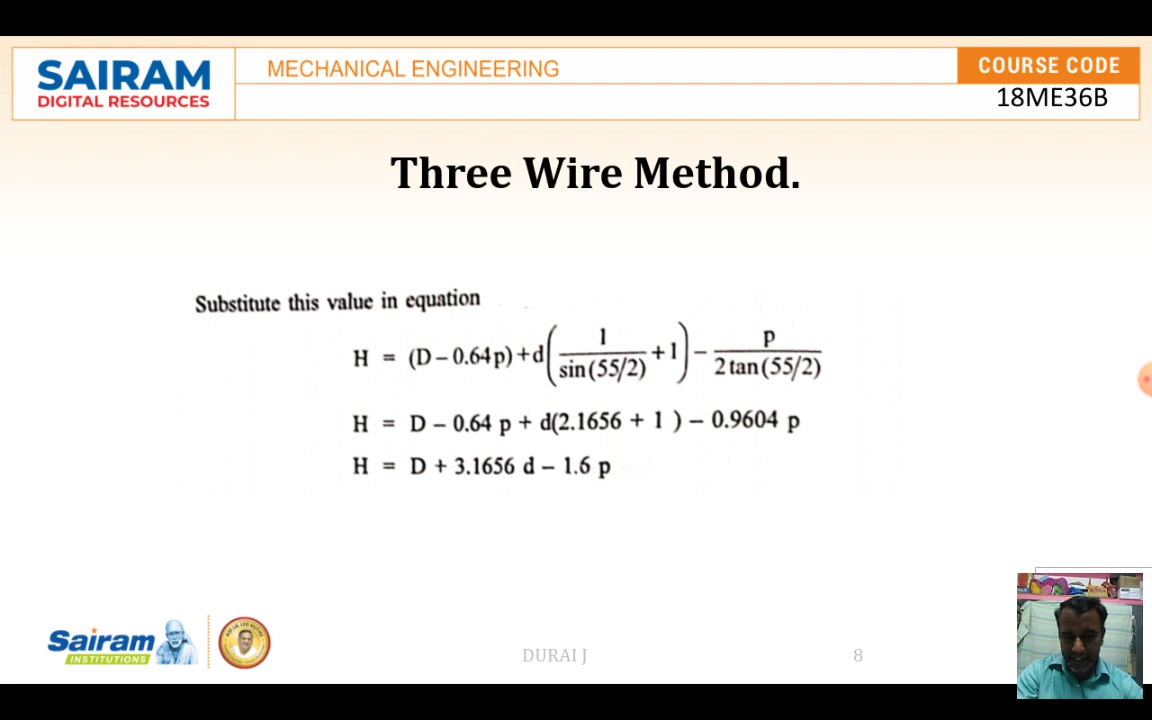 SAIRAM
DIGITAL RESOURCES
MECHANICAL ENGINEERING
COURSE CODE
18ME36B
Three Wire Method.
Substitute this value in equation
H = (D – 0.64p) + d(1/sin(55/2) + 1) – p/2 tan(55/2)
H = D – 0.64 p + d(2.1656 + 1 ) – 0.9604 p
H = D + 3.1656 d – 1.6 p
Sairam
INSTITUTIONS
DURAI J
8